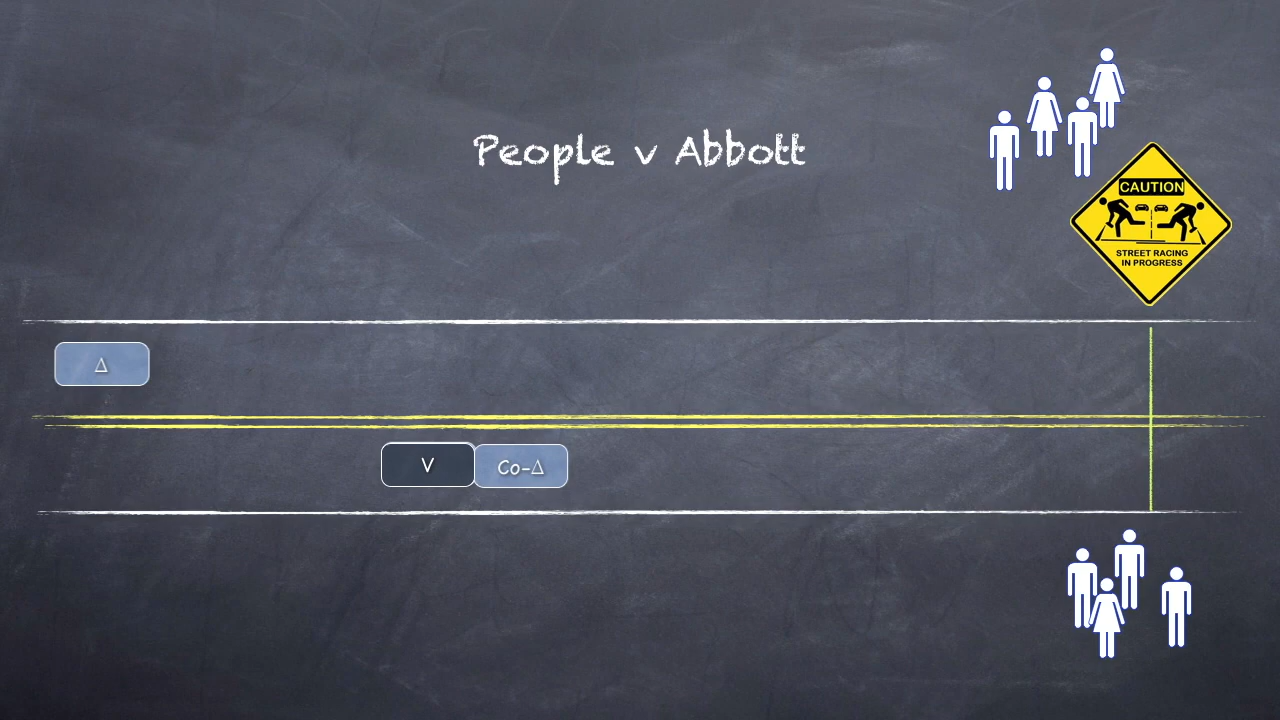 People v Abbott
CAUTION
STREET RACING
IN PROGRESS
Δ
V
Co-Δ